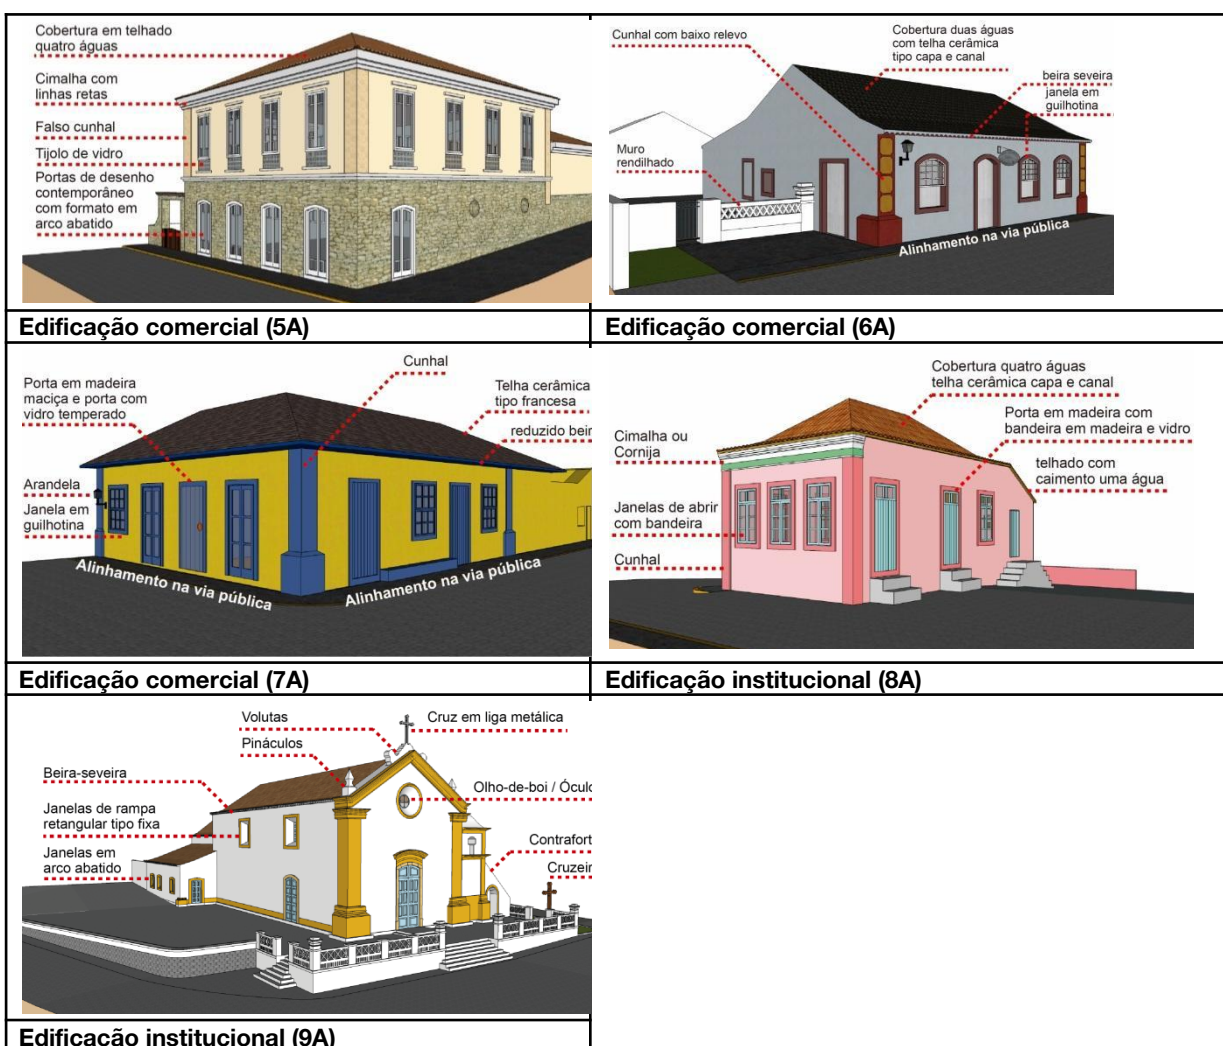 Cobertura em telhado
quatro águas
Cimalha com
linhas retas
Falso cunhal
Tijolo de vidro
Portas de desenho
contemporâneo
com formato em
arco abatido
Edificação comercial (5A)
Cunhal com baixo relevo
Cobertura duas águas
com telha cerâmica
tipo capa e canal
beira seveira
janela em
guilhotina
Muro
rendilhado
Alinhamento na via pública
Edificação comercial (6A)
Cunhal
Porta em madeira
maciça e porta com
vidro temperado
Telha cerâmica
tipo francesa
reduzido beir
Arandela
Janela em
guilhotina
Alinhamento na via pública
Alinhamento na via pública
Edificação comercial (7A)
Cobertura quatro águas
telha cerâmica capa e canal
Porta em madeira com
bandeira em madeira e vidro
Cimalha ou
Cornija
telhado com
caimento uma água
Janelas de abrir
com bandeira
Cunhal
Edificação institucional (8A)
Volutas
Cruz em liga metálica
Pináculos
Beira-seveira
Olho-de-boi / Óculo
Janelas de rampa
retangular tipo fixa
Contrafort
Janelas em
arco abatido
Cruzeir
Edificação institucional (9A)